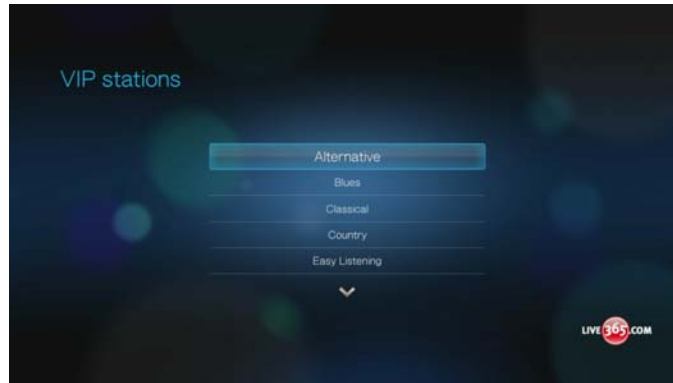 VIP stations
Alternative
Blues
Classical
Country
Easy Listening
LIVE365.COM